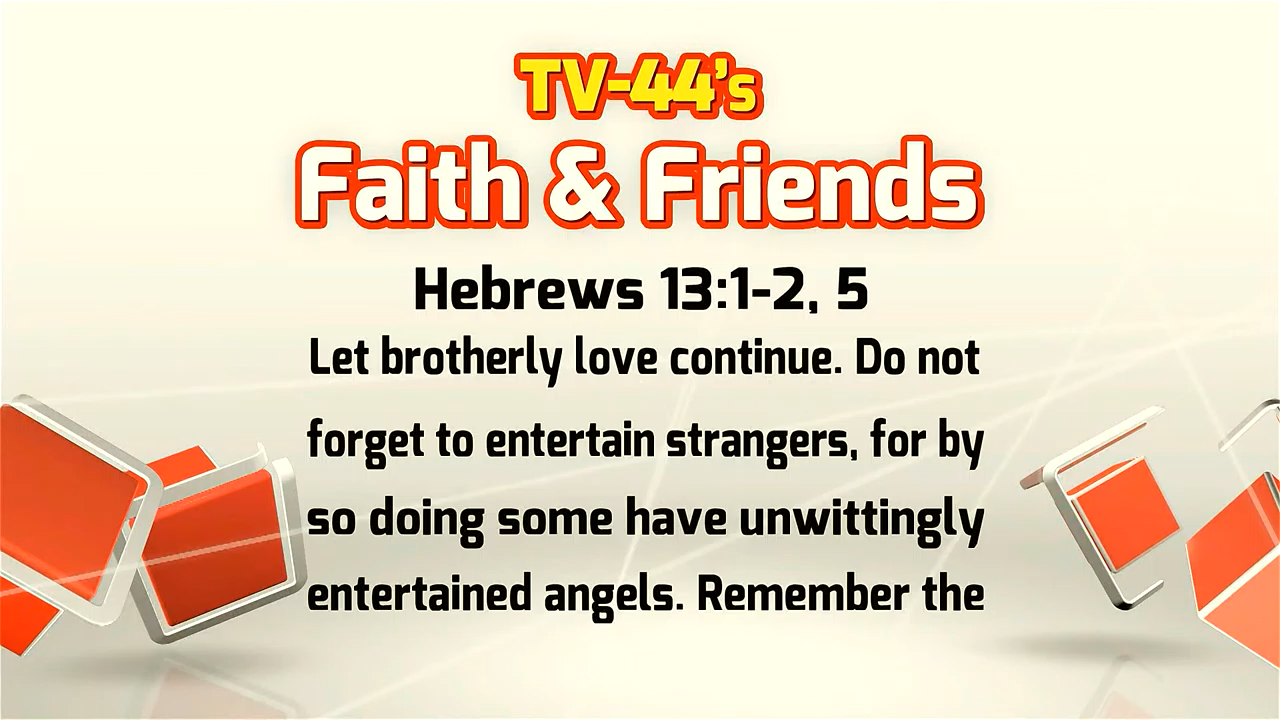 TV-44's
Faith & Friends
Hebrews 13:1-2, 5
Let brotherly love continue. Do not
forget to entertain strangers, for by
so doing some have unwittingly
entertained angels. Remember the